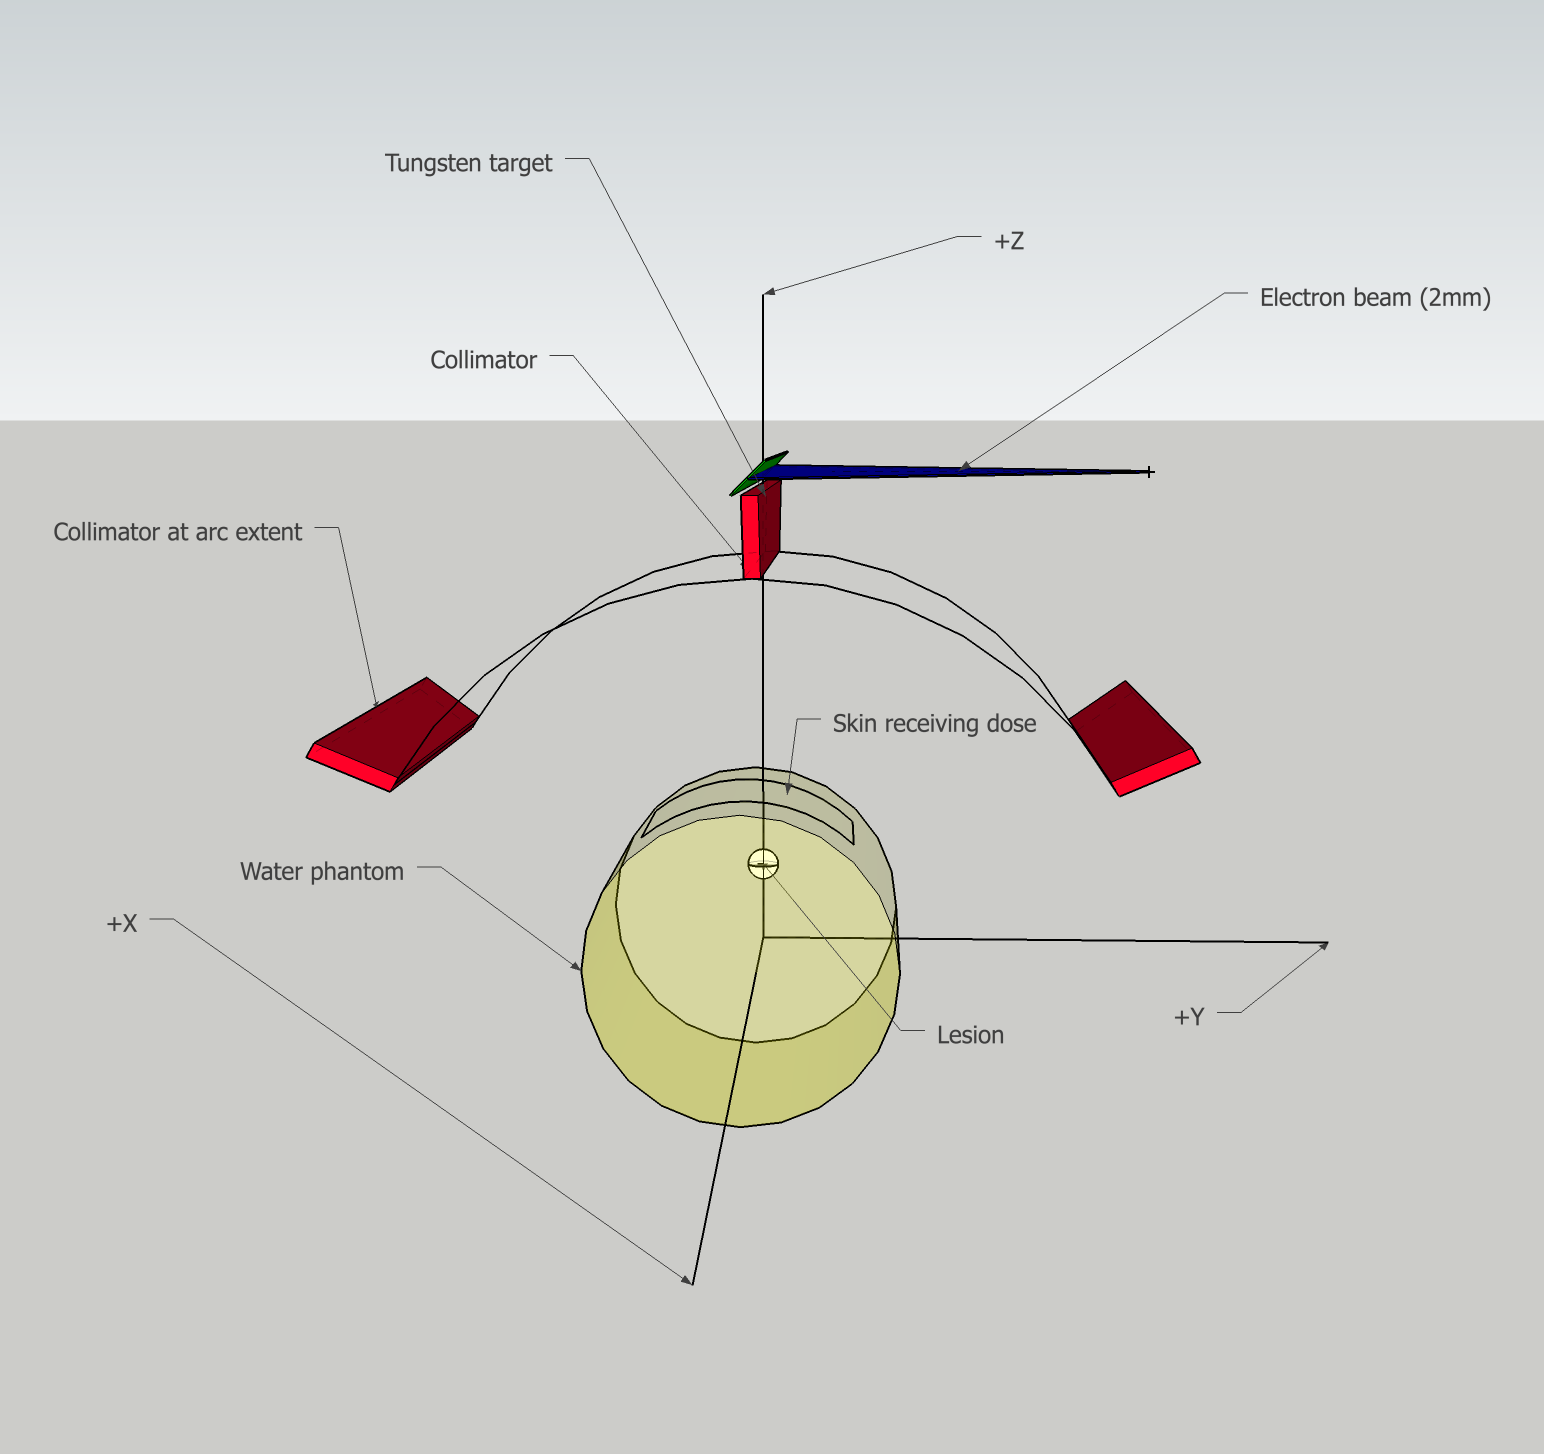 Tungsten target
+Z
Electron beam (2mm)
Collimator
Collimator at arc extent
Skin receiving dose
Water phantom
+X
+Y
Lesion